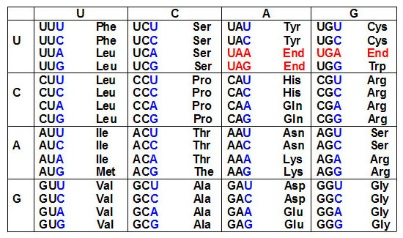 U C A G
U UUU Phe UCU Ser UAU Tyr UGU Cys
UUC Phe UCC Ser UAC Tyr UGC Cys
UUA Leu UCA Ser UAA End UGA End
UUG Leu UCG Ser UAG End UGG Trp
C CUU Leu CCU Pro CAU His CGU Arg
CUC Leu CCC Pro CAC His CGC Arg
CUA Leu CCA Pro CAA Gln CGA Arg
CUG Leu CCG Pro CAG Gln CGG Arg
A AUU Ile ACU Thr AAU Asn AGU Ser
AUC Ile ACC Thr AAC Asn AGC Ser
AUA Ile ACA Thr AAA Lys AGA Arg
AUG Met ACG The AAG Lys AGG Arg
G GUU Val GCU Ala GAU Asp GGU Gly
GUC Val GCC Ala GAC Asp GGC Gly
GUA Val GCA Ala GAA Glu GGA Gly
GUG Val GCG Ala GAG Glu GGG Gly